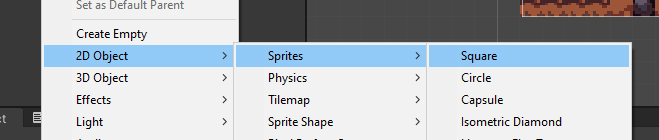 Set as Default Parent
Create Empty
2D Object
3D Object
Effects
Light
Sprites
Physics
Tilemap
Sprite Shape
Square
Circle
Capsule
Isometric Diamond